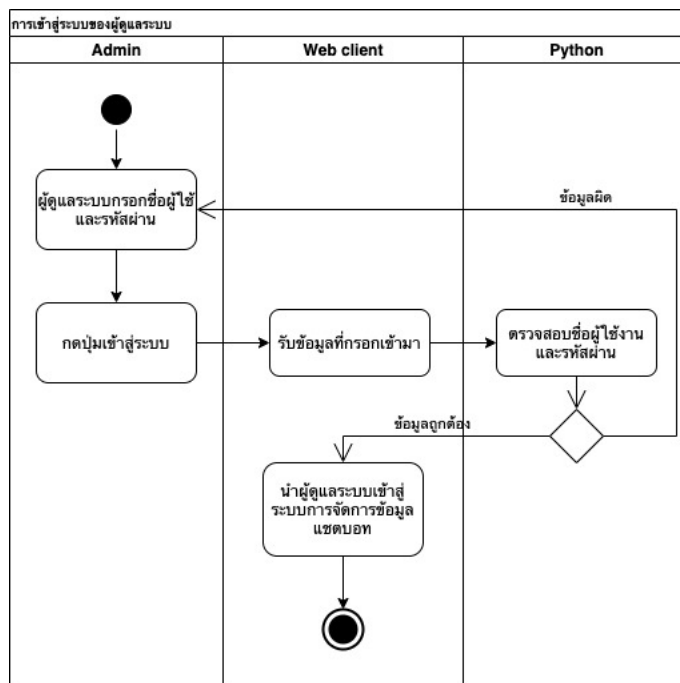 การเข้าสู่ระบบของผู้ดูแลระบบ
Admin
Web client
Python
ผู้ดูแลระบบกรอกชื่อผู้ใช้
และรหัสผ่าน
ข้อมูลผิด
กดปุ่มเข้าสู่ระบบ
รับข้อมูลที่กรอกเข้ามา
ตรวจสอบชื่อผู้ใช้งาน
และรหัสผ่าน
ข้อมูลถูกต้อง
นำผู้ดูแลระบบเข้าสู่
ระบบการจัดการข้อมูล
แชตบอท